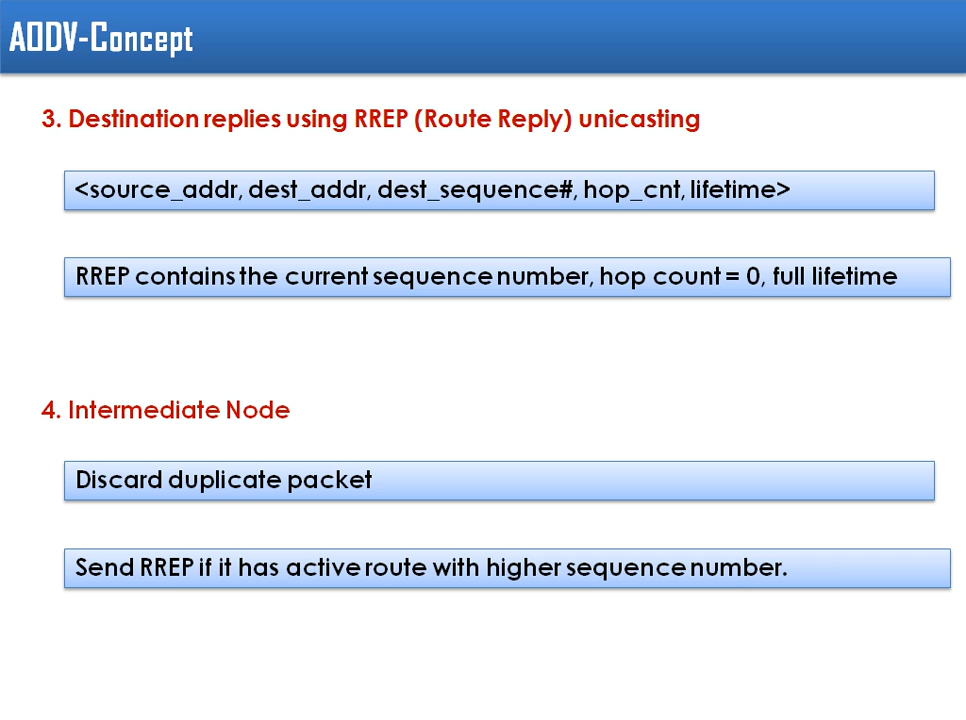 AODV-Concept
3. Destination replies using RREP (Route Reply) unicasting
<source_addr, dest_addr, dest_sequence#, hop_cnt, lifetime>
RREP contains the current sequence number, hop count = 0, full lifetime
4. Intermediate Node
Discard duplicate packet
Send RREP if it has active route with higher sequence number.